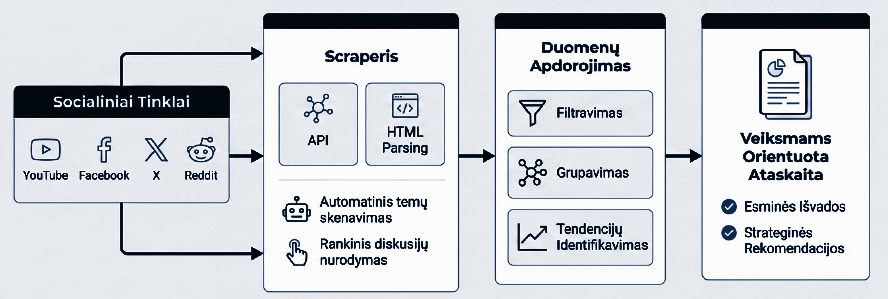 Socialiniai Tinklai
YouTube
Facebook
X
Reddit
Scraperis
API
HTML
Parsing
Automatinis temų
skenavimas
Rankinis diskusijų
nurodymas
Duomenų
Apdorojimas
Filtravimas
Grupavimas
Tendencijų
Identifikavimas
Veiksmams
Orientuota
Ataskaita
Esminės Išvados
Strateginės
Rekomendacijos